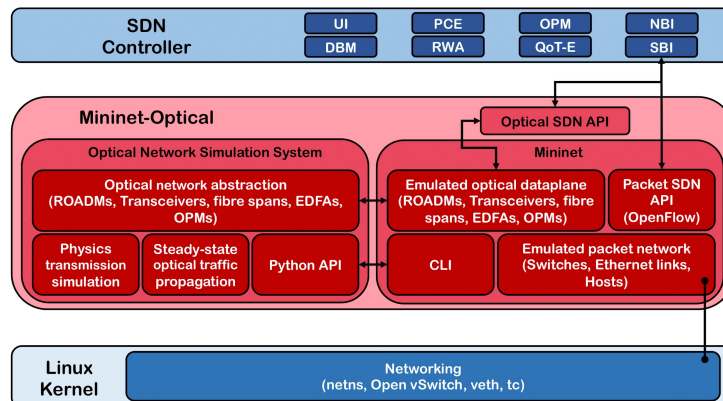 SDN
Controller
UI
PCE
OPM
NBI
DBM
RWA
QoT-E
SBI
Mininet-Optical
Optical SDN API
Optical Network Simulation System
Mininet
Optical network abstraction
(ROADMs, Transceivers, fibre spans, EDFAs,
OPMs)
Emulated optical dataplane
(ROADMs, Transceivers, fibre
spans, EDFAs, OPMs)
Packet SDN
API
(OpenFlow)
Physics
transmission
simulation
Steady-state
optical traffic
propagation
Python API
CLI
Emulated packet network
(Switches, Ethernet links,
Hosts)
Linux
Kernel
Networking
(netns, Open vSwitch, veth, tc)